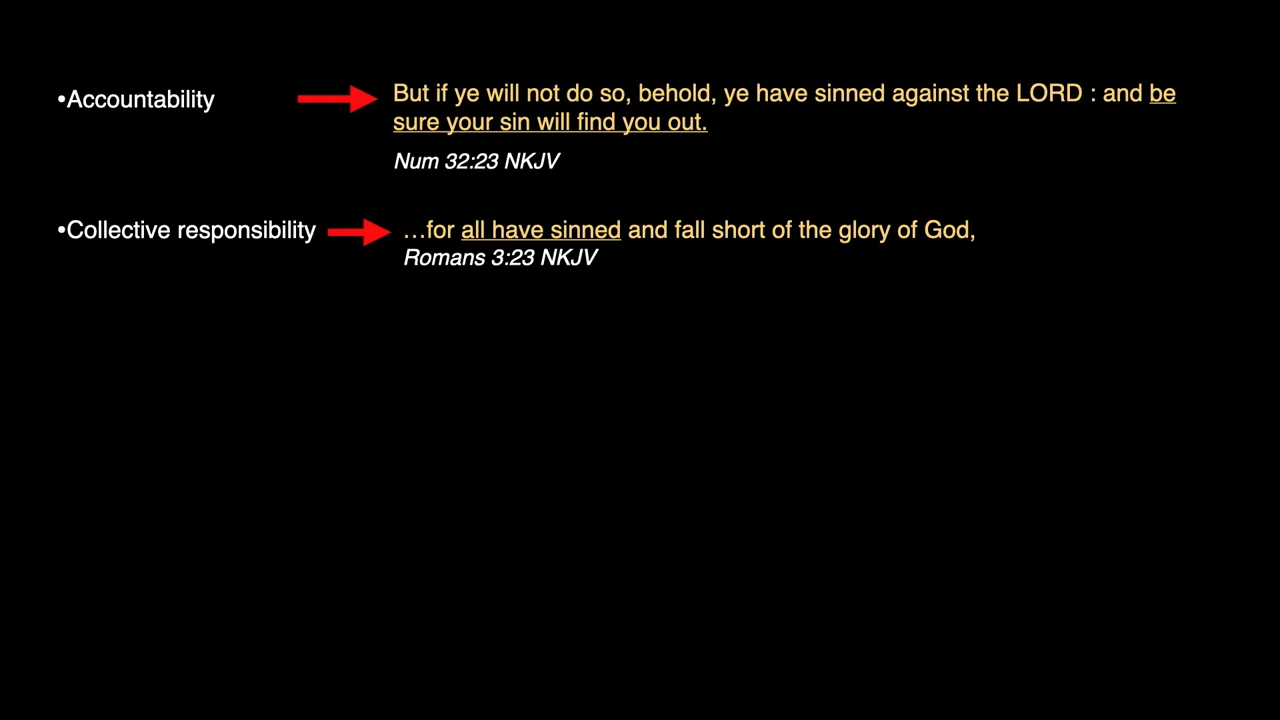 •Accountability
But if ye will not do so, behold, ye have sinned against the LORD : and be
sure your sin will find you out.
Num 32:23 NKJV
•Collective responsibility
…for all have sinned and fall short of the glory of God,
Romans 3:23 NKJV